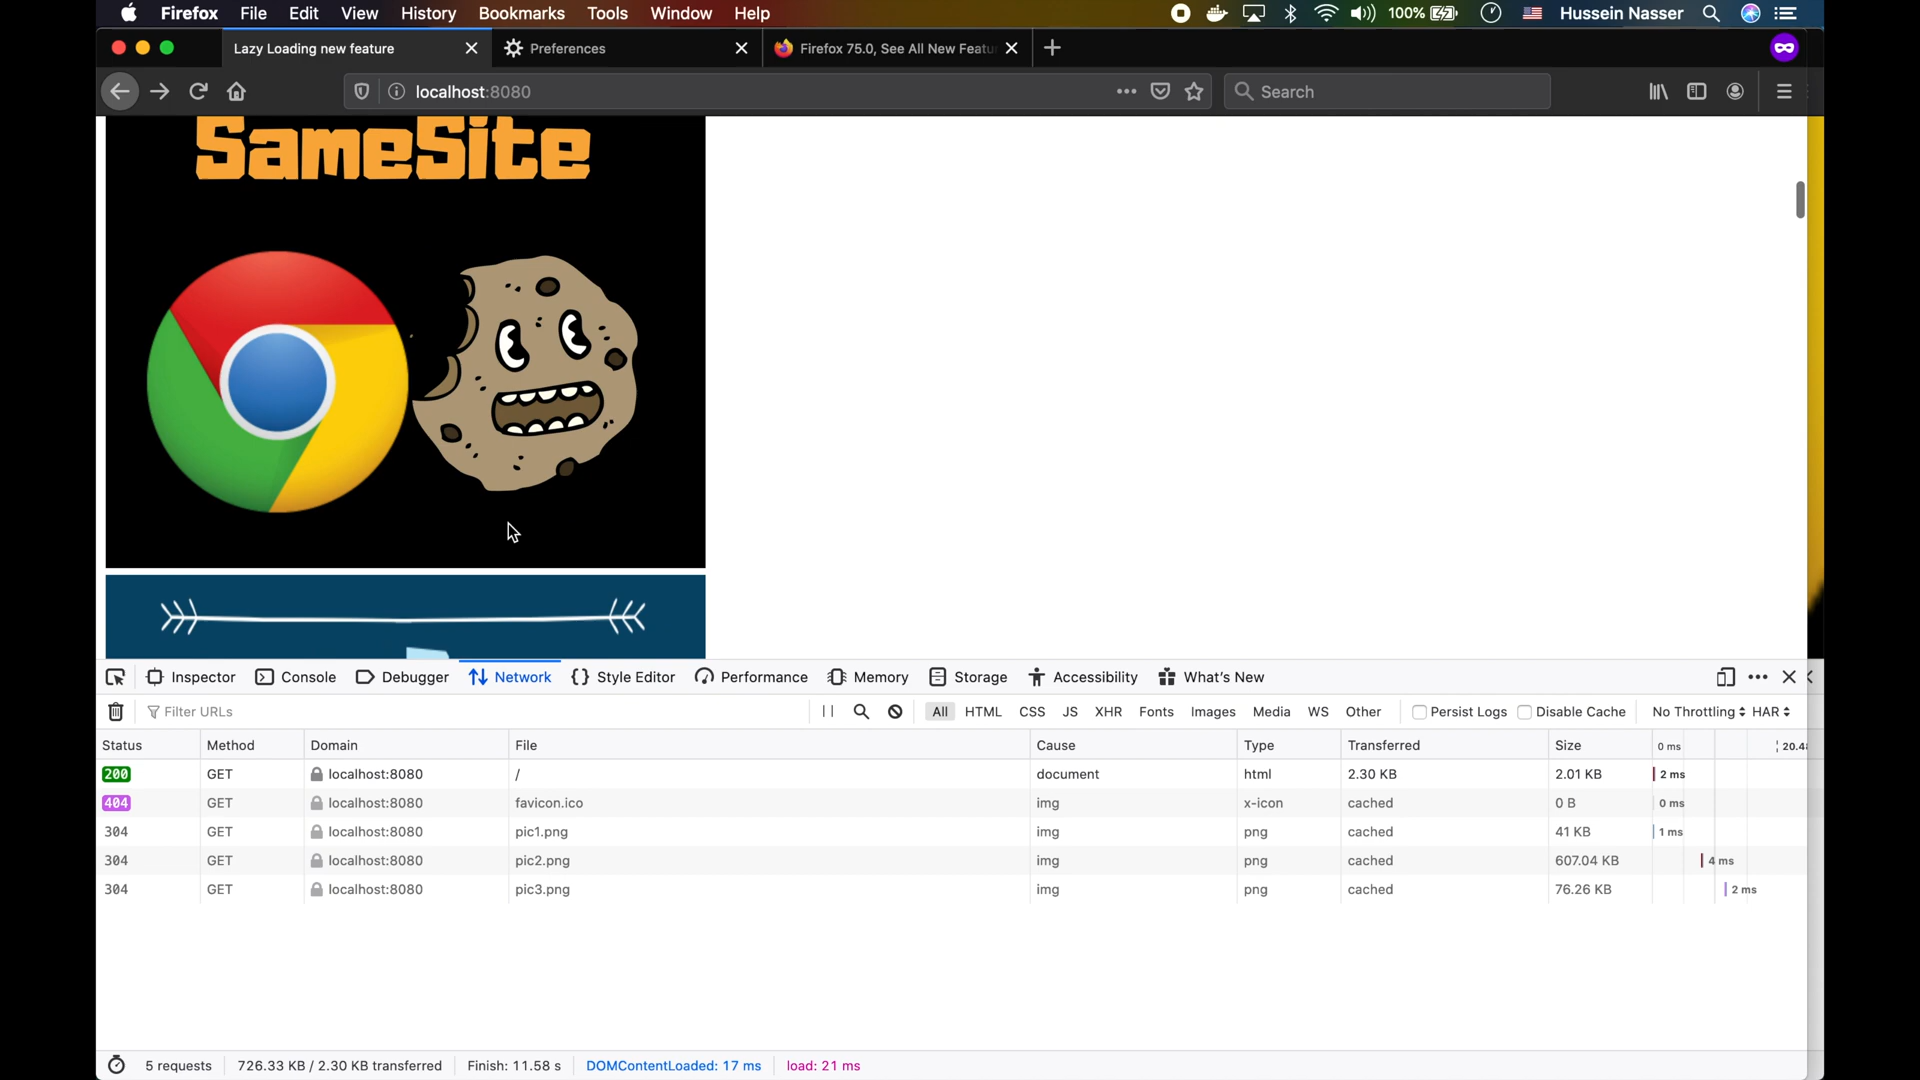 Firefox File Edit View History Bookmarks Tools Window Help 100% Hussein Nasser
Lazy Loading new feature Preferences Firefox 75.0, See All New Featu
localhost:8080 Search
SameSite
Inspector Console Debugger Network Style Editor Performance Memory Storage Accessibility What's New
Filter URLs All HTML CSS JS XHR Fonts Images Media WS Other Persist Logs Disable Cache No Throttling HAR
Status Method Domain File Cause Type Transferred Size 0 ms 20.4
200 GET localhost:8080 / document html 2.30 KB 2.01 KB 2 ms
404 GET localhost:8080 favicon.ico img x-icon cached 0 B 0 ms
304 GET localhost:8080 pic1.png img png cached 41 KB 1 ms
304 GET localhost:8080 pic2.png img png cached 607.04 KB 4 ms
304 GET localhost:8080 pic3.png img png cached 76.26 KB 2 ms
5 requests 726.33 KB / 2.30 KB transferred Finish: 11.58 s DOMContentLoaded: 17 ms load: 21 ms